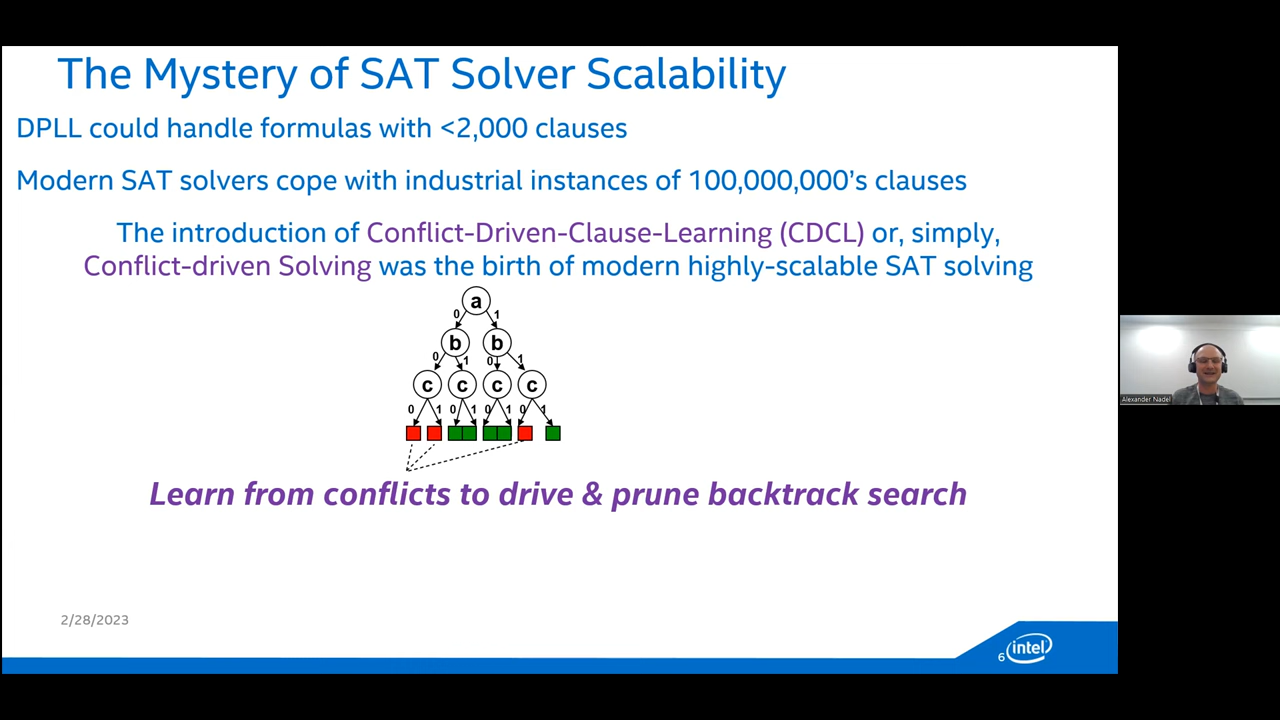 The Mystery of SAT Solver Scalability
DPLL could handle formulas with <2,000 clauses
Modern SAT solvers cope with industrial instances of 100,000,000's clauses
The introduction of Conflict-Driven-Clause-Learning (CDCL) or, simply,
Conflict-driven Solving was the birth of modern highly-scalable SAT solving
a
0 1
b b
0 1 0 1
c c c c
0 1 0 1 0 1 0 1
Learn from conflicts to drive & prune backtrack search
Alexander Nadel
2/28/2023
6
intel